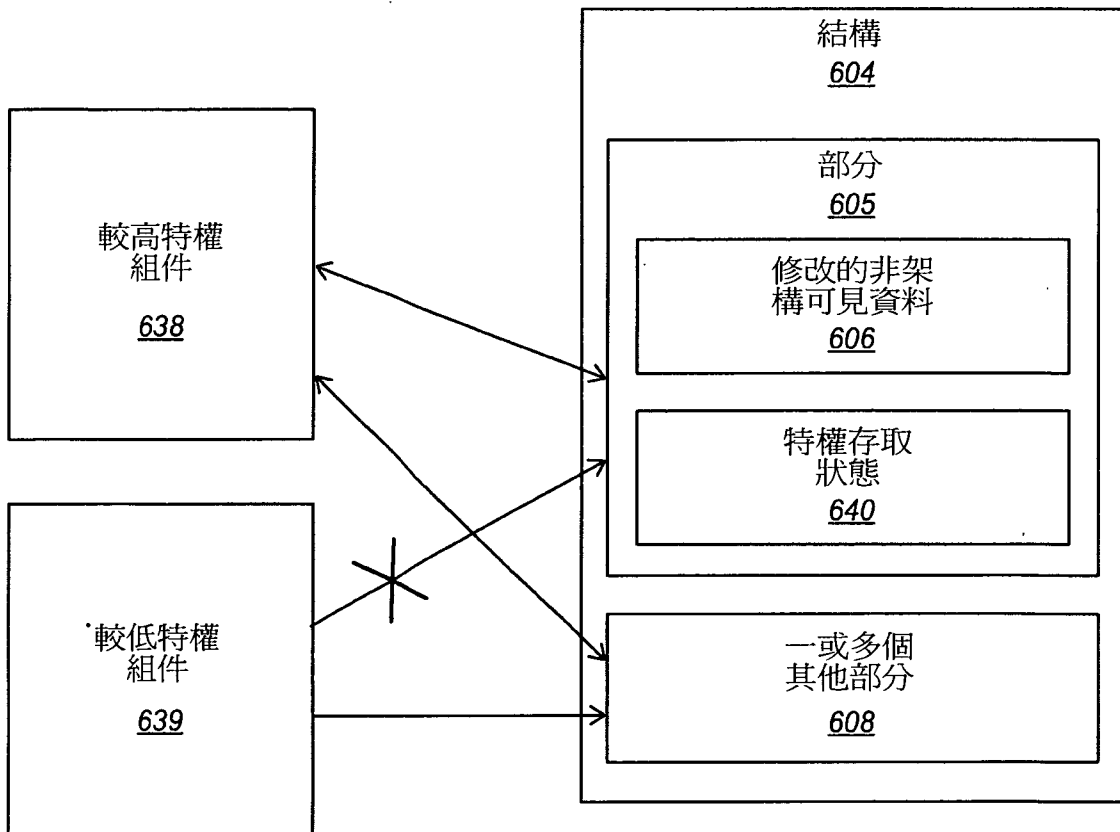 結構
604
部分
605
修改的非架
構可見資料
606
特權存取
狀態
640
一或多個
其他部分
608
較高特權
組件
638
較低特權
組件
639